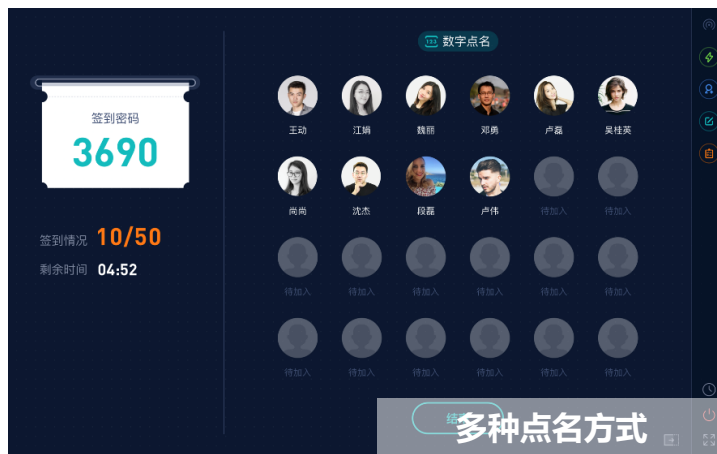 签到密码
3690
签到情况 10/50
剩余时间 04:52
数字点名
王动 江娟 魏丽 邓勇 卢磊 吴桂英
尚尚 沈杰 段磊 卢伟 待加入 待加入
待加入 待加入 待加入 待加入 待加入 待加入
待加入 待加入 待加入 待加入 待加入 待加入
多种点名方式